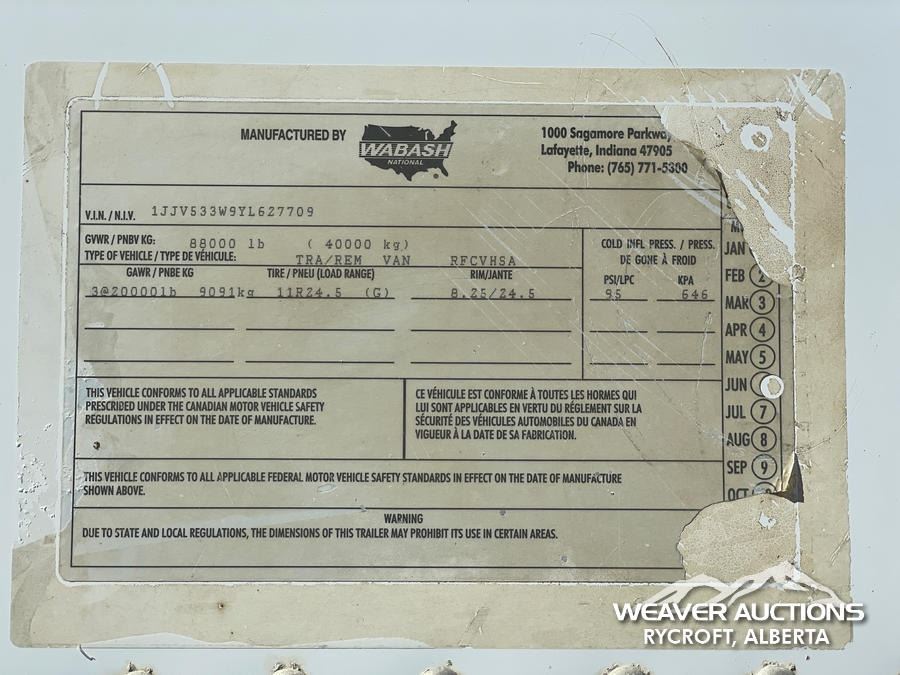 MANUFACTURED BY
WABASH
NATIONAL
1000 Sagamore Parkway
Lafayette, Indiana 47905
Phone: (765) 771-5300
V.I.N. / N.I.V. 1JJV533W9YL627709
GVWR / PNBV KG: 88000 lb ( 40000 kg)
TYPE OF VEHICLE / TYPE DE VÉHICULE: TRA/REM VAN RFCVHSA
GAWR / PNBE KG TIRE / PNEU (LOAD RANGE) RIM/JANTE
3@20000lb 9091kg 11R24.5 (G) 8.25/24.5
COLD INFL PRESS. / PRESS.
DE GONE À FROID
PSI/LPC KPA
95 646
JAN
FEB 2
MAR 3
APR 4
MAY 5
JUN
JUL 7
AUG 8
SEP 9
OCT
THIS VEHICLE CONFORMS TO ALL APPLICABLE STANDARDS
PRESCRIBED UNDER THE CANADIAN MOTOR VEHICLE SAFETY
REGULATIONS IN EFFECT ON THE DATE OF MANUFACTURE.
CE VÉHICULE EST CONFORME À TOUTES LES HORMES QUI
LUI SONT APPLICABLES EN VERTU DU RÉGLEMENT SUR LA
SÉCURITÉ DES VÉHICULES AUTOMOBILES DU CANADA EN
VIGUEUR À LA DATE DE SA FABRICATION.
THIS VEHICLE CONFORMS TO ALL APPLICABLE FEDERAL MOTOR VEHICLE SAFETY STANDARDS IN EFFECT ON THE DATE OF MANUFACTURE
SHOWN ABOVE.
WARNING
DUE TO STATE AND LOCAL REGULATIONS, THE DIMENSIONS OF THIS TRAILER MAY PROHIBIT ITS USE IN CERTAIN AREAS.
WEAVER AUCTIONS
RYCROFT, ALBERTA